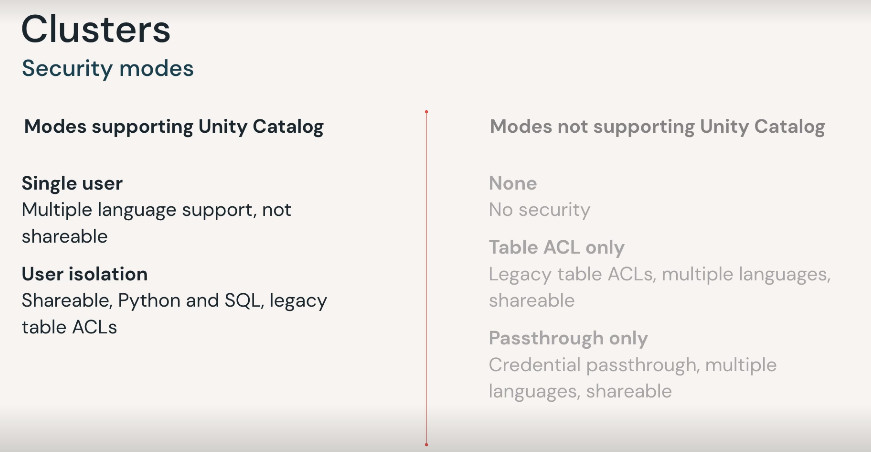 Clusters
Security modes
Modes supporting Unity Catalog
Single user
Multiple language support, not
shareable
User isolation
Shareable, Python and SQL, legacy
table ACLs
Modes not supporting Unity Catalog
None
No security
Table ACL only
Legacy table ACLs, multiple languages,
shareable
Passthrough only
Credential passthrough, multiple
languages, shareable